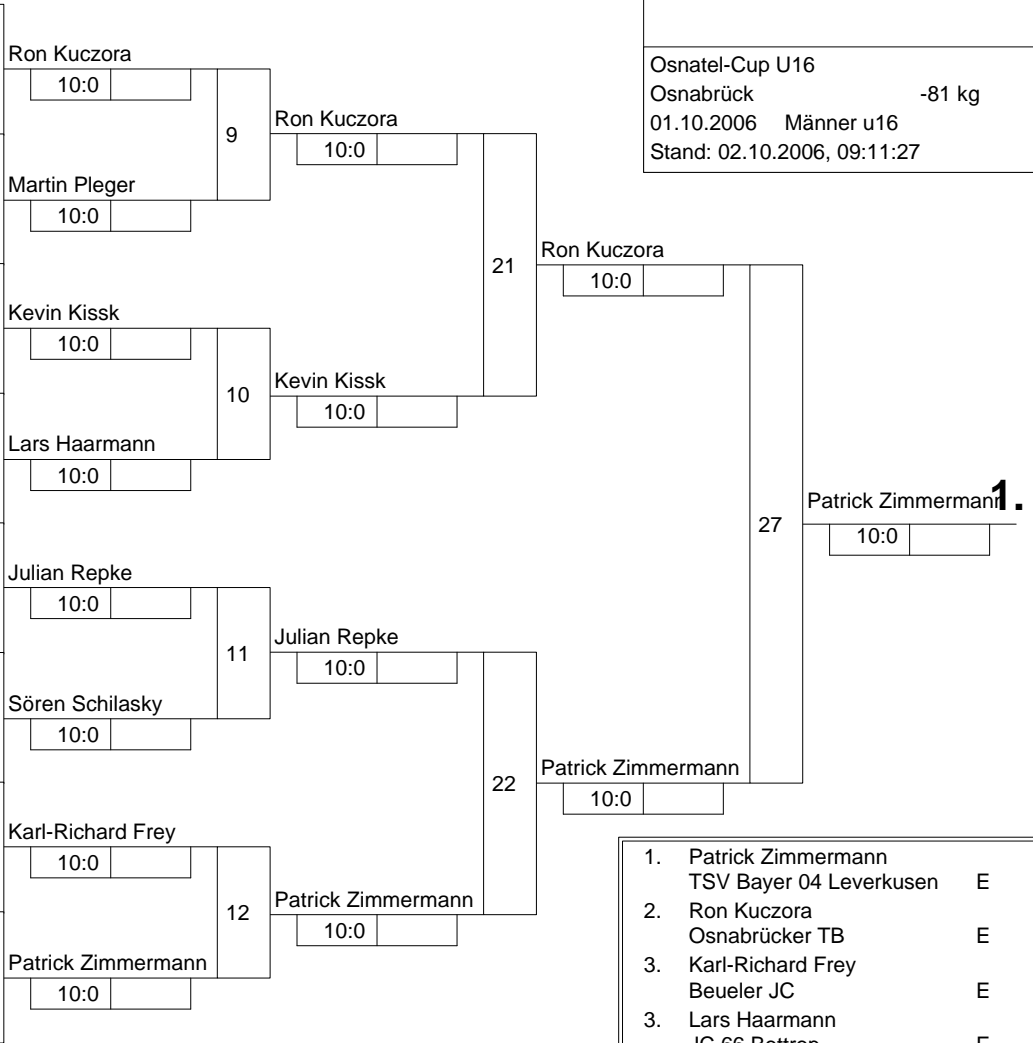 Osnatel-Cup U16
Osnabrück -81 kg
01.10.2006 Männer u16
Stand: 02.10.2006, 09:11:27
Ron Kuczora
10:0
9
Martin Pleger
10:0
Kevin Kissk
10:0
10
Lars Haarmann
10:0
Julian Repke
10:0
11
Sören Schilasky
10:0
Karl-Richard Frey
10:0
12
Patrick Zimmermann
10:0
Ron Kuczora
10:0
21
Kevin Kissk
10:0
Julian Repke
10:0
22
Patrick Zimmermann
10:0
Ron Kuczora
10:0
27
Patrick Zimmermann
10:0
Patrick Zimmermann 1.
10:0
1. Patrick Zimmermann
TSV Bayer 04 Leverkusen E
2. Ron Kuczora
Osnabrücker TB E
3. Karl-Richard Frey
Beueler JC E
3. Lars Haarmann
JC 66 Bottrop E